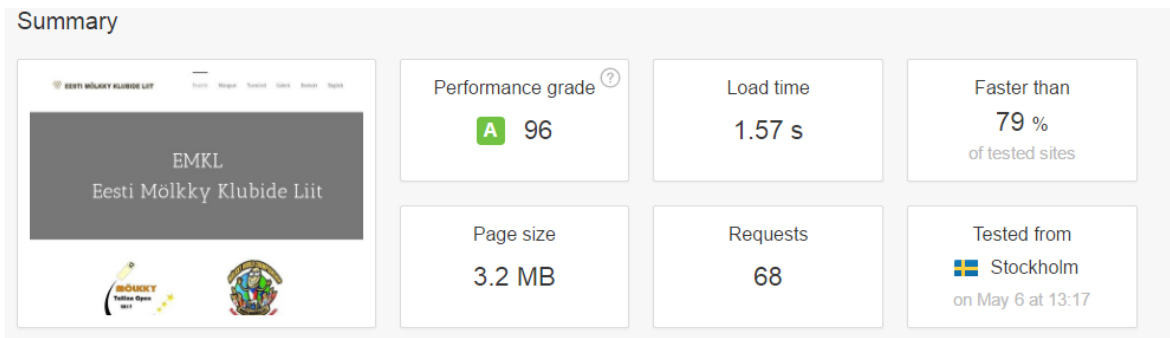 Summary
EESTI MÖLKKY KLUBIDE LIIT
EMKL
Eesti Mölkky Klubide Liit
MÖLKKY
Tallinn Open
2017
Performance grade ?
A 96
Load time
1.57 s
Faster than
79 %
of tested sites
Page size
3.2 MB
Requests
68
Tested from
Stockholm
on May 6 at 13:17